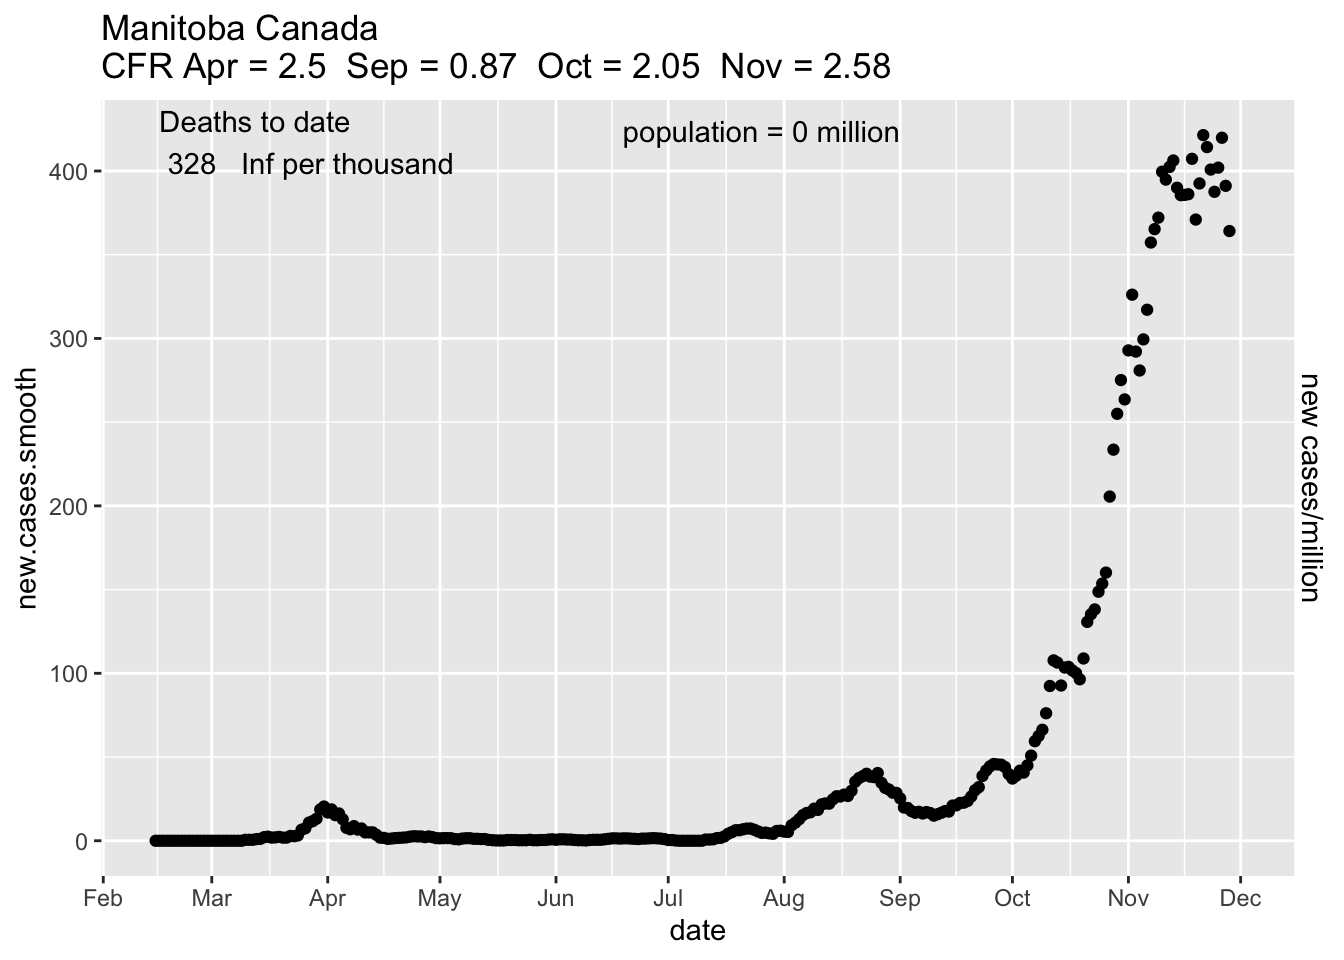 Manitoba Canada
CFR Apr = 2.5  Sep = 0.87  Oct = 2.05  Nov = 2.58
Deaths to date
328   Inf per thousand
population = 0 million
new.cases.smooth
400
300
200
100
0
new cases/million
Feb Mar Apr May Jun Jul Aug Sep Oct Nov Dec
date